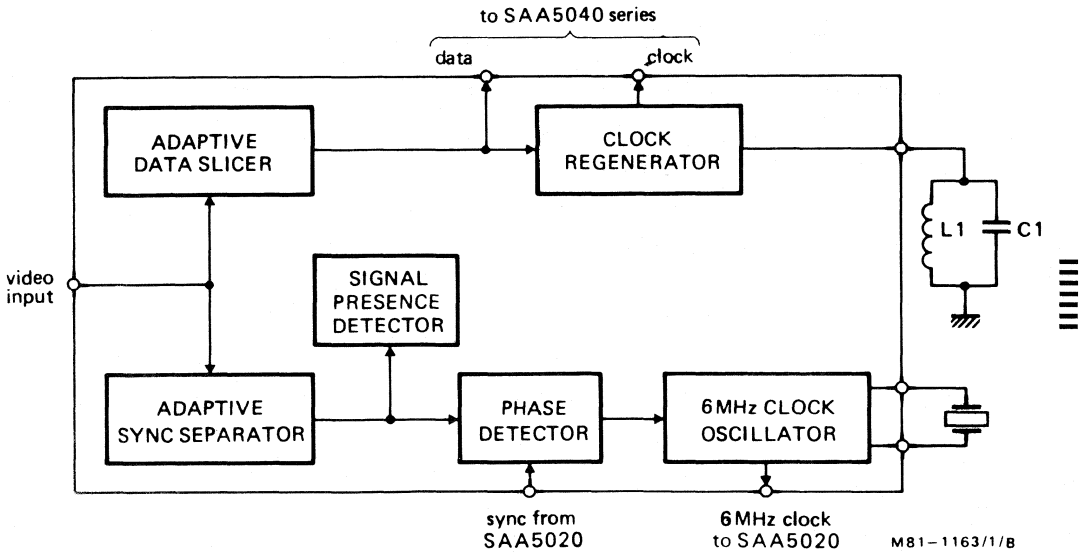 to SAA5040 series
data
clock
ADAPTIVE
DATA SLICER
CLOCK
REGENERATOR
L1
C1
video
input
SIGNAL
PRESENCE
DETECTOR
ADAPTIVE
SYNC SEPARATOR
PHASE
DETECTOR
6MHz CLOCK
OSCILLATOR
sync from
SAA5020
6MHz clock
to SAA5020
M81-1163/1/B